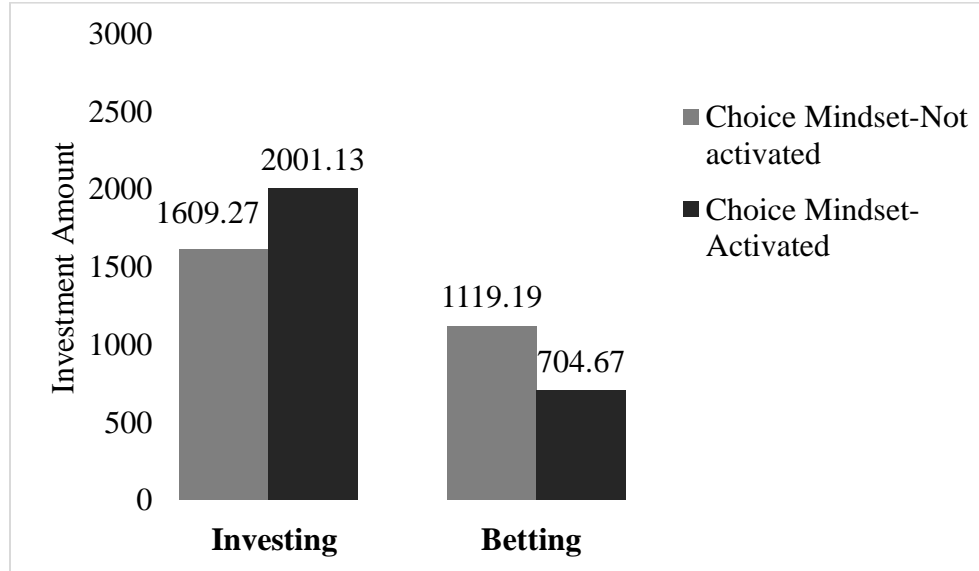 3000
2500
2000
1500
1000
500
0
Investment Amount
1609.27
2001.13
1119.19
704.67
Investing
Betting
Choice Mindset-Not
activated
Choice Mindset-
Activated